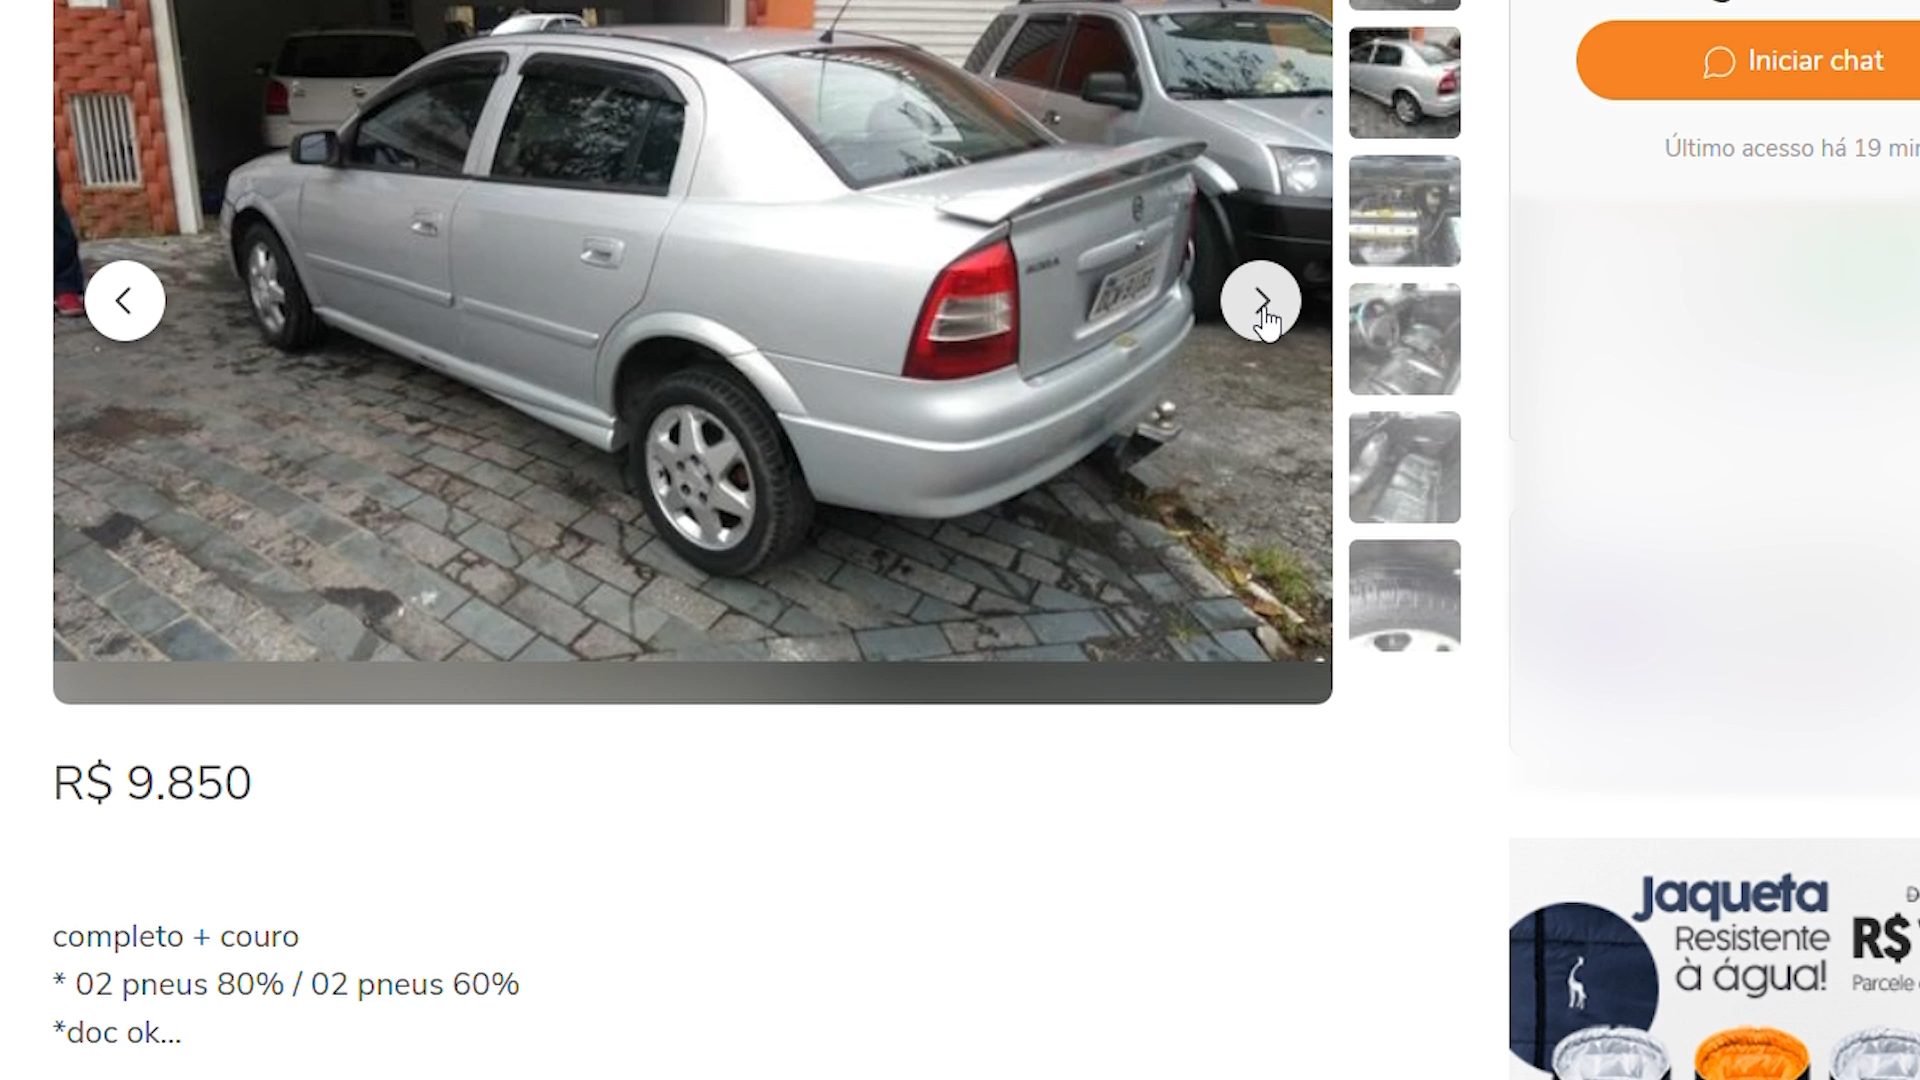 Iniciar chat
Último acesso há 19 min
R$ 9.850
completo + couro
* 02 pneus 80% / 02 pneus 60%
*doc ok...
Jaqueta
Resistente
à água!
R$
Parcele